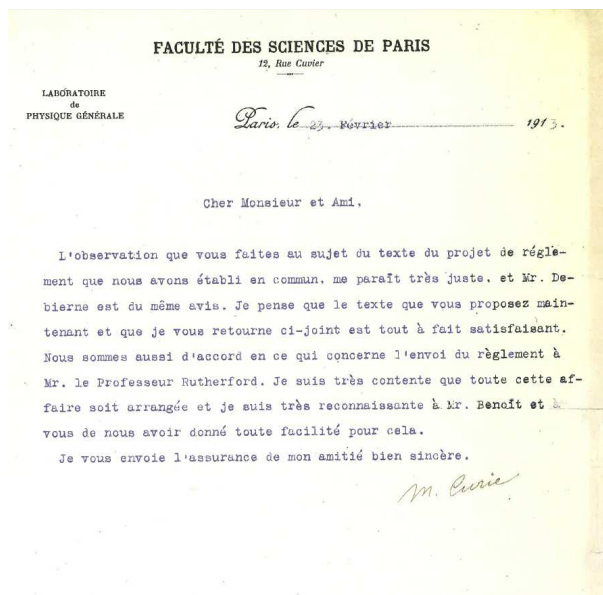 FACULTÉ DES SCIENCES DE PARIS
12, Rue Cuvier
LABORATOIRE
de
PHYSIQUE GÉNÉRALE
Paris, le 23. Février 1913.
Cher Monsieur et Ami,
L'observation que vous faites au sujet du texte du projet de régle-
ment que nous avons établi en commun, me paraît très juste, et Mr. De-
bierne est du même avis. Je pense que le texte que vous proposez main-
tenant et que je vous retourne ci-joint est tout à fait satisfaisant.
Nous sommes aussi d'accord en ce qui concerne l'envoi du règlement à
Mr. le Professeur Rutherford. Je suis très contente que toute cette af-
faire soit arrangée et je suis très reconnaissante à Mr. Benoît et à
vous de nous avoir donné toute facilité pour cela.
Je vous envoie l'assurance de mon amitié bien sincère.
M. Curie